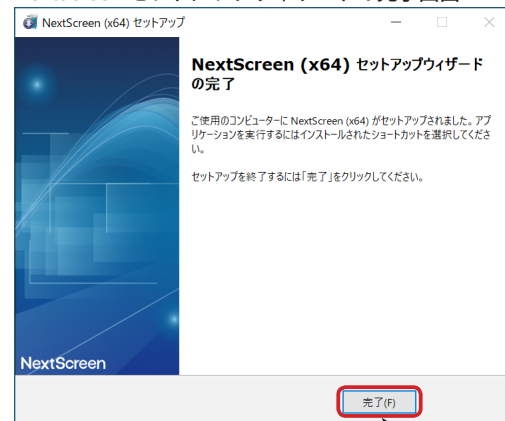 NextScreen (x64) セットアップ
NextScreen (x64) セットアップウィザード
の完了
ご使用のコンピューターに NextScreen (x64) がセットアップされました。アプ
リケーションを実行するにはインストールされたショートカットを選択してくださ
い。
セットアップを終了するには「完了」をクリックしてください。
NextScreen
完了(F)